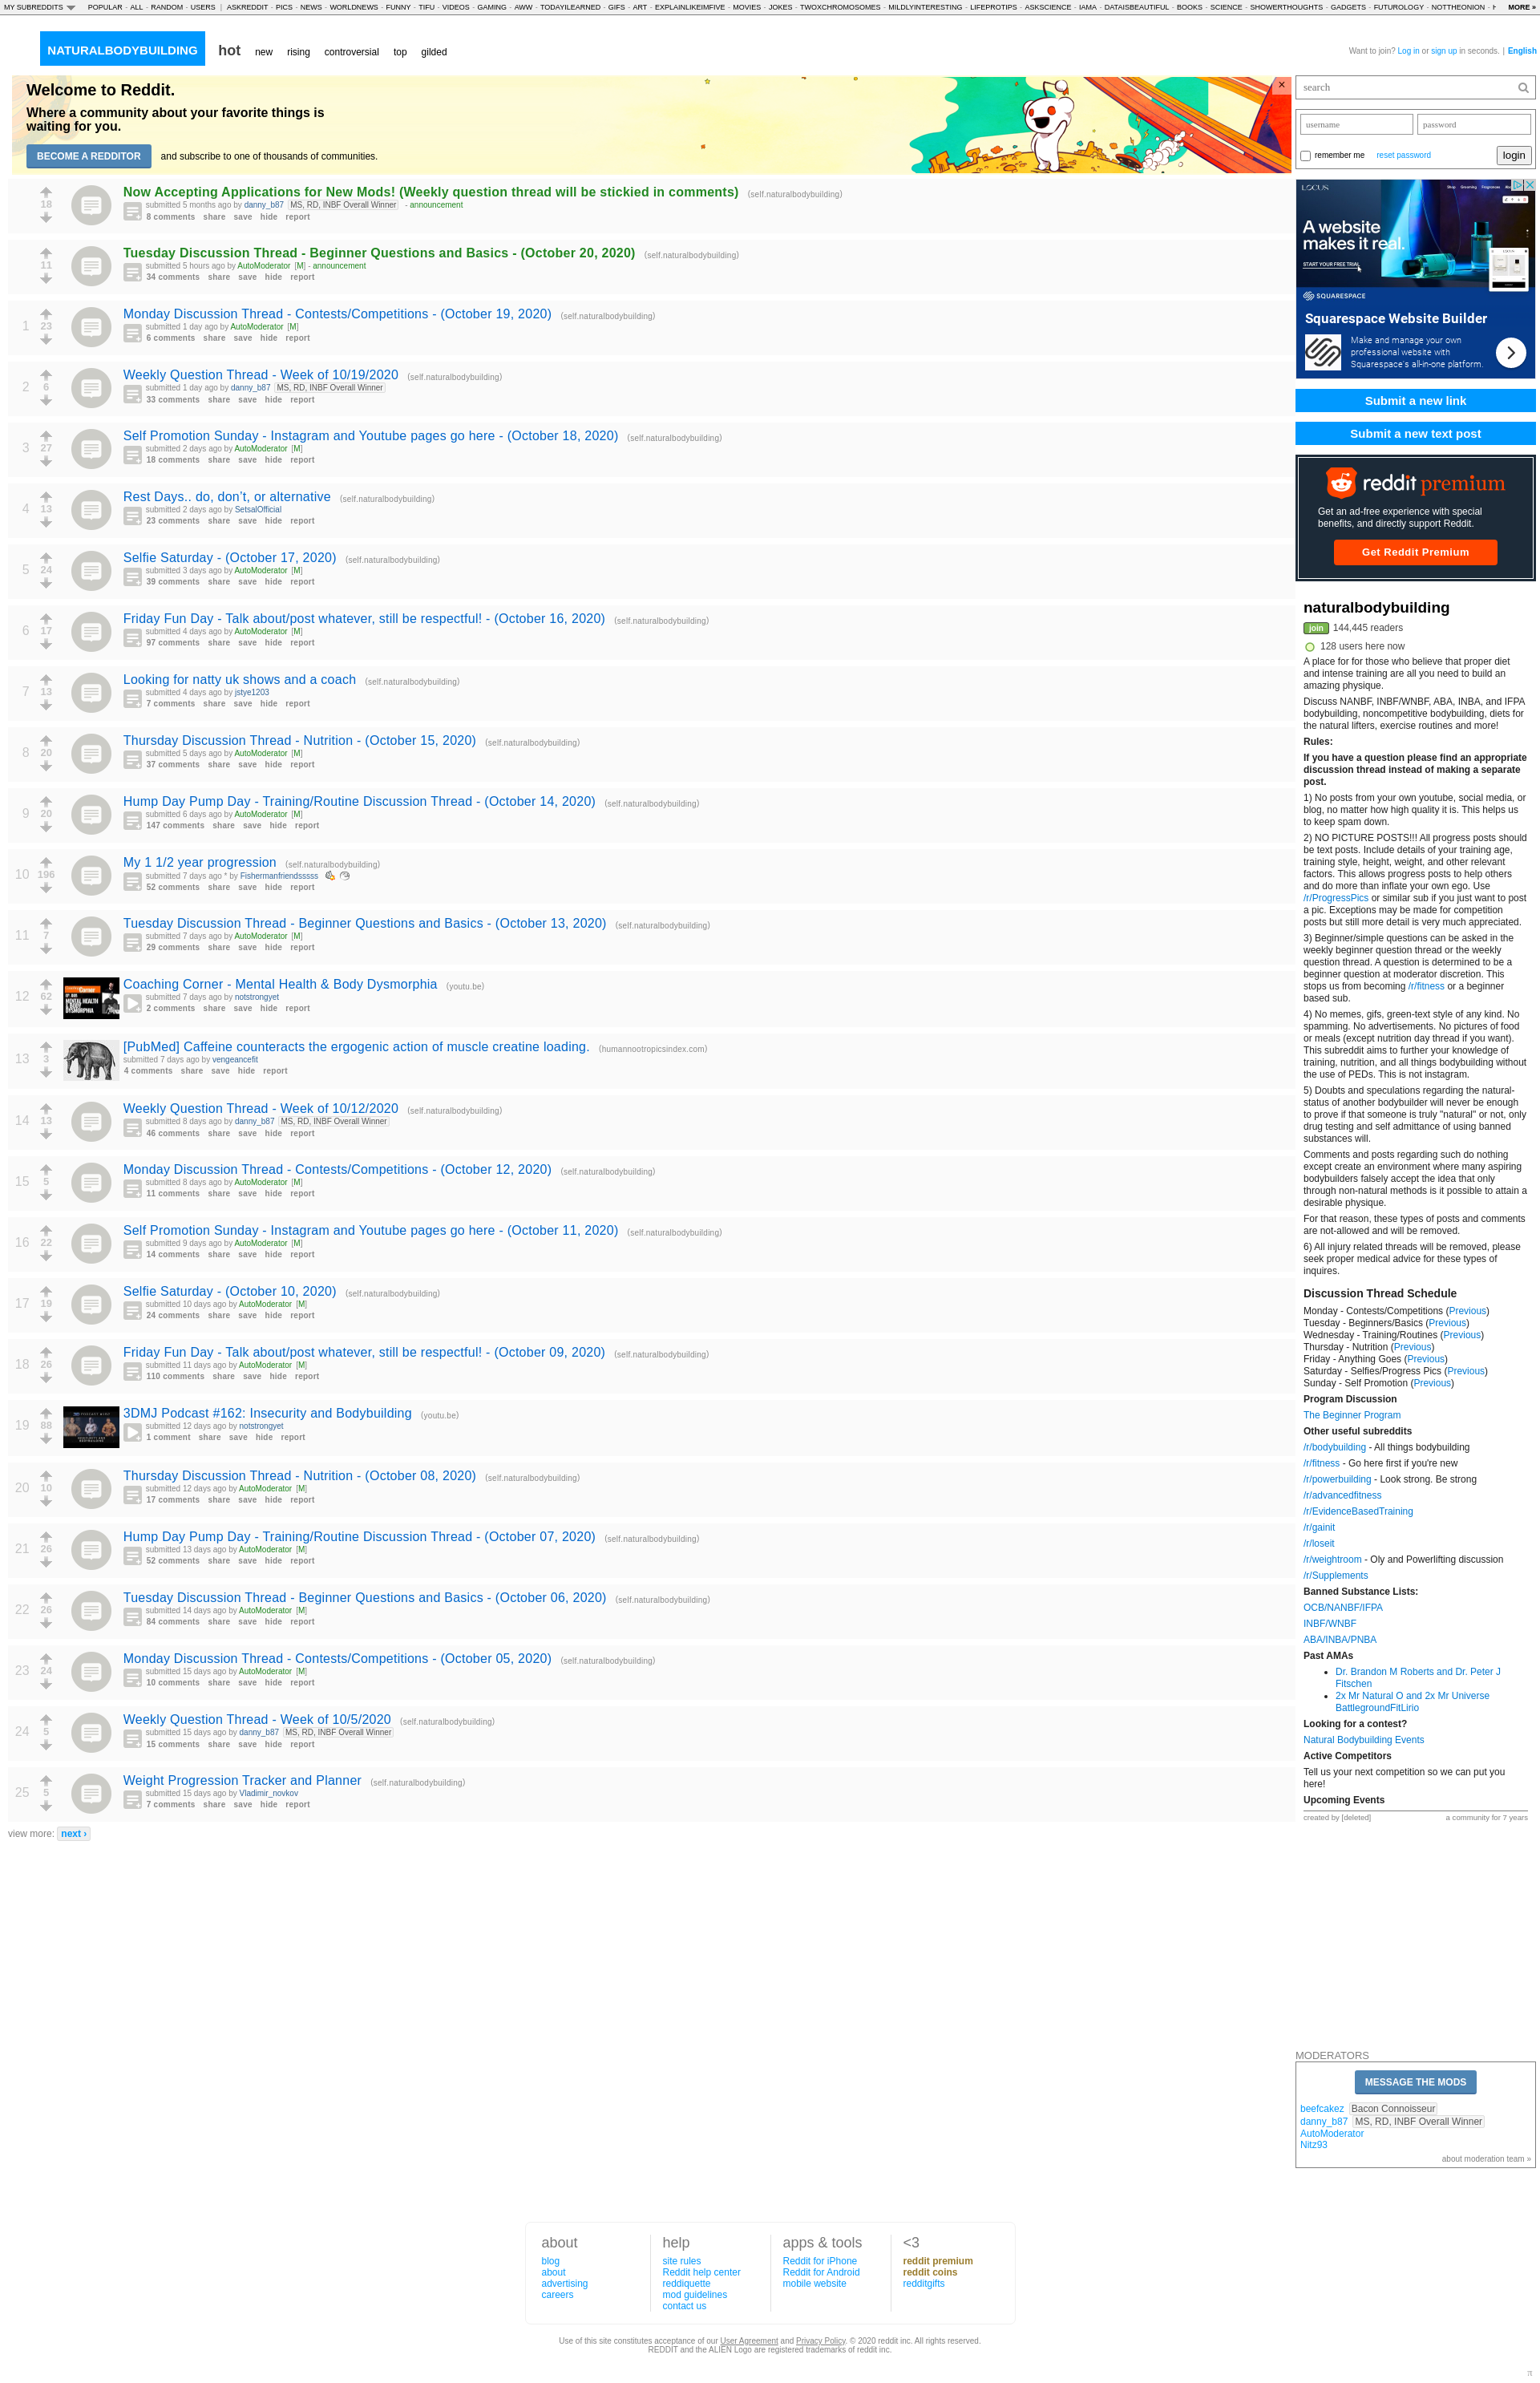 MY SUBREDDITS POPULAR - ALL - RANDOM - USERS | ASKREDDIT - PICS - NEWS - WORLDNEWS - FUNNY - TIFU - VIDEOS - GAMING - AWW - TODAYILEARNED - GIFS - ART - EXPLAINLIKEIMFIVE - MOVIES - JOKES - TWOXCHROMOSOMES - MILDLYINTERESTING - LIFEPROTIPS - ASKSCIENCE - IAMA - DATAISBEAUTIFUL - BOOKS - SCIENCE - SHOWERTHOUGHTS - GADGETS - FUTUROLOGY - NOTTHEONION - MORE »
NATURALBODYBUILDING hot new rising controversial top gilded
Want to join? Log in or sign up in seconds. | English
Welcome to Reddit.
Where a community about your favorite things is
waiting for you.
BECOME A REDDITOR and subscribe to one of thousands of communities.
×
18
Now Accepting Applications for New Mods! (Weekly question thread will be stickied in comments) (self.naturalbodybuilding)
submitted 5 months ago by danny_b87 MS, RD, INBF Overall Winner - announcement
8 comments share save hide report
11
Tuesday Discussion Thread - Beginner Questions and Basics - (October 20, 2020) (self.naturalbodybuilding)
submitted 5 hours ago by AutoModerator [M] - announcement
34 comments share save hide report
1 23
Monday Discussion Thread - Contests/Competitions - (October 19, 2020) (self.naturalbodybuilding)
submitted 1 day ago by AutoModerator [M]
6 comments share save hide report
2 6
Weekly Question Thread - Week of 10/19/2020 (self.naturalbodybuilding)
submitted 1 day ago by danny_b87 MS, RD, INBF Overall Winner
33 comments share save hide report
3 27
Self Promotion Sunday - Instagram and Youtube pages go here - (October 18, 2020) (self.naturalbodybuilding)
submitted 2 days ago by AutoModerator [M]
18 comments share save hide report
4 13
Rest Days.. do, don't, or alternative (self.naturalbodybuilding)
submitted 2 days ago by SetsalOfficial
23 comments share save hide report
5 24
Selfie Saturday - (October 17, 2020) (self.naturalbodybuilding)
submitted 3 days ago by AutoModerator [M]
39 comments share save hide report
6 17
Friday Fun Day - Talk about/post whatever, still be respectful! - (October 16, 2020) (self.naturalbodybuilding)
submitted 4 days ago by AutoModerator [M]
97 comments share save hide report
7 13
Looking for natty uk shows and a coach (self.naturalbodybuilding)
submitted 4 days ago by jstye1203
7 comments share save hide report
8 20
Thursday Discussion Thread - Nutrition - (October 15, 2020) (self.naturalbodybuilding)
submitted 5 days ago by AutoModerator [M]
37 comments share save hide report
9 20
Hump Day Pump Day - Training/Routine Discussion Thread - (October 14, 2020) (self.naturalbodybuilding)
submitted 6 days ago by AutoModerator [M]
147 comments share save hide report
10 196
My 1 1/2 year progression (self.naturalbodybuilding)
submitted 7 days ago * by Fishermanfriendsssss
52 comments share save hide report
11 7
Tuesday Discussion Thread - Beginner Questions and Basics - (October 13, 2020) (self.naturalbodybuilding)
submitted 7 days ago by AutoModerator [M]
29 comments share save hide report
12 62
MENTAL HEALTH & BODY DYSMORPHIA
Coaching Corner - Mental Health & Body Dysmorphia (youtu.be)
submitted 7 days ago by notstrongyet
2 comments share save hide report
13 3
[PubMed] Caffeine counteracts the ergogenic action of muscle creatine loading. (humannootropicsindex.com)
submitted 7 days ago by vengeancefit
4 comments share save hide report
14 13
Weekly Question Thread - Week of 10/12/2020 (self.naturalbodybuilding)
submitted 8 days ago by danny_b87 MS, RD, INBF Overall Winner
46 comments share save hide report
15 5
Monday Discussion Thread - Contests/Competitions - (October 12, 2020) (self.naturalbodybuilding)
submitted 8 days ago by AutoModerator [M]
11 comments share save hide report
16 22
Self Promotion Sunday - Instagram and Youtube pages go here - (October 11, 2020) (self.naturalbodybuilding)
submitted 9 days ago by AutoModerator [M]
14 comments share save hide report
17 19
Selfie Saturday - (October 10, 2020) (self.naturalbodybuilding)
submitted 10 days ago by AutoModerator [M]
24 comments share save hide report
18 26
Friday Fun Day - Talk about/post whatever, still be respectful! - (October 09, 2020) (self.naturalbodybuilding)
submitted 11 days ago by AutoModerator [M]
110 comments share save hide report
19 88
3DMJ Podcast #162: Insecurity and Bodybuilding (youtu.be)
submitted 12 days ago by notstrongyet
1 comment share save hide report
20 10
Thursday Discussion Thread - Nutrition - (October 08, 2020) (self.naturalbodybuilding)
submitted 12 days ago by AutoModerator [M]
17 comments share save hide report
21 26
Hump Day Pump Day - Training/Routine Discussion Thread - (October 07, 2020) (self.naturalbodybuilding)
submitted 13 days ago by AutoModerator [M]
52 comments share save hide report
22 26
Tuesday Discussion Thread - Beginner Questions and Basics - (October 06, 2020) (self.naturalbodybuilding)
submitted 14 days ago by AutoModerator [M]
84 comments share save hide report
23 24
Monday Discussion Thread - Contests/Competitions - (October 05, 2020) (self.naturalbodybuilding)
submitted 15 days ago by AutoModerator [M]
10 comments share save hide report
24 5
Weekly Question Thread - Week of 10/5/2020 (self.naturalbodybuilding)
submitted 15 days ago by danny_b87 MS, RD, INBF Overall Winner
15 comments share save hide report
25 5
Weight Progression Tracker and Planner (self.naturalbodybuilding)
submitted 15 days ago by Vladimir_novkov
7 comments share save hide report
view more: next ›
search
username password
remember me reset password login
LOCUS
A website
makes it real.
START YOUR FREE TRIAL
SQUARESPACE
Squarespace Website Builder
Make and manage your own
professional website with
Squarespace's all-in-one platform.
Submit a new link
Submit a new text post
reddit premium
Get an ad-free experience with special
benefits, and directly support Reddit.
Get Reddit Premium
naturalbodybuilding
join 144,445 readers
128 users here now
A place for for those who believe that proper diet
and intense training are all you need to build an
amazing physique.
Discuss NANBF, INBF/WNBF, ABA, INBA, and IFPA
bodybuilding, noncompetitive bodybuilding, diets for
the natural lifters, exercise routines and more!
Rules:
If you have a question please find an appropriate
discussion thread instead of making a separate
post.
1) No posts from your own youtube, social media, or
blog, no matter how high quality it is. This helps us
to keep spam down.
2) NO PICTURE POSTS!!! All progress posts should
be text posts. Include details of your training age,
training style, height, weight, and other relevant
factors. This allows progress posts to help others
and do more than inflate your own ego. Use
/r/ProgressPics or similar sub if you just want to post
a pic. Exceptions may be made for competition
posts but still more detail is very much appreciated.
3) Beginner/simple questions can be asked in the
weekly beginner question thread or the weekly
question thread. A question is determined to be a
beginner question at moderator discretion. This
stops us from becoming /r/fitness or a beginner
based sub.
4) No memes, gifs, green-text style of any kind. No
spamming. No advertisements. No pictures of food
or meals (except nutrition day thread if you want).
This subreddit aims to further your knowledge of
training, nutrition, and all things bodybuilding without
the use of PEDs. This is not instagram.
5) Doubts and speculations regarding the natural-
status of another bodybuilder will never be enough
to prove if that someone is truly "natural" or not, only
drug testing and self admittance of using banned
substances will.
Comments and posts regarding such do nothing
except create an environment where many aspiring
bodybuilders falsely accept the idea that only
through non-natural methods is it possible to attain a
desirable physique.
For that reason, these types of posts and comments
are not-allowed and will be removed.
6) All injury related threads will be removed, please
seek proper medical advice for these types of
inquires.
Discussion Thread Schedule
Monday - Contests/Competitions (Previous)
Tuesday - Beginners/Basics (Previous)
Wednesday - Training/Routines (Previous)
Thursday - Nutrition (Previous)
Friday - Anything Goes (Previous)
Saturday - Selfies/Progress Pics (Previous)
Sunday - Self Promotion (Previous)
Program Discussion
The Beginner Program
Other useful subreddits
/r/bodybuilding - All things bodybuilding
/r/fitness - Go here first if you're new
/r/powerbuilding - Look strong. Be strong
/r/advancedfitness
/r/EvidenceBasedTraining
/r/gainit
/r/loseit
/r/weightroom - Oly and Powerlifting discussion
/r/Supplements
Banned Substance Lists:
OCB/NANBF/IFPA
INBF/WNBF
ABA/INBA/PNBA
Past AMAs
• Dr. Brandon M Roberts and Dr. Peter J
Fitschen
• 2x Mr Natural O and 2x Mr Universe
BattlegroundFitLirio
Looking for a contest?
Natural Bodybuilding Events
Active Competitors
Tell us your next competition so we can put you
here!
Upcoming Events
created by [deleted] a community for 7 years
MODERATORS
MESSAGE THE MODS
beefcakez Bacon Connoisseur
danny_b87 MS, RD, INBF Overall Winner
AutoModerator
Nitz93
about moderation team »
about
blog
about
advertising
careers
help
site rules
Reddit help center
reddiquette
mod guidelines
contact us
apps & tools
Reddit for iPhone
Reddit for Android
mobile website
<3
reddit premium
reddit coins
redditgifts
Use of this site constitutes acceptance of our User Agreement and Privacy Policy. © 2020 reddit inc. All rights reserved.
REDDIT and the ALIEN Logo are registered trademarks of reddit inc.
π